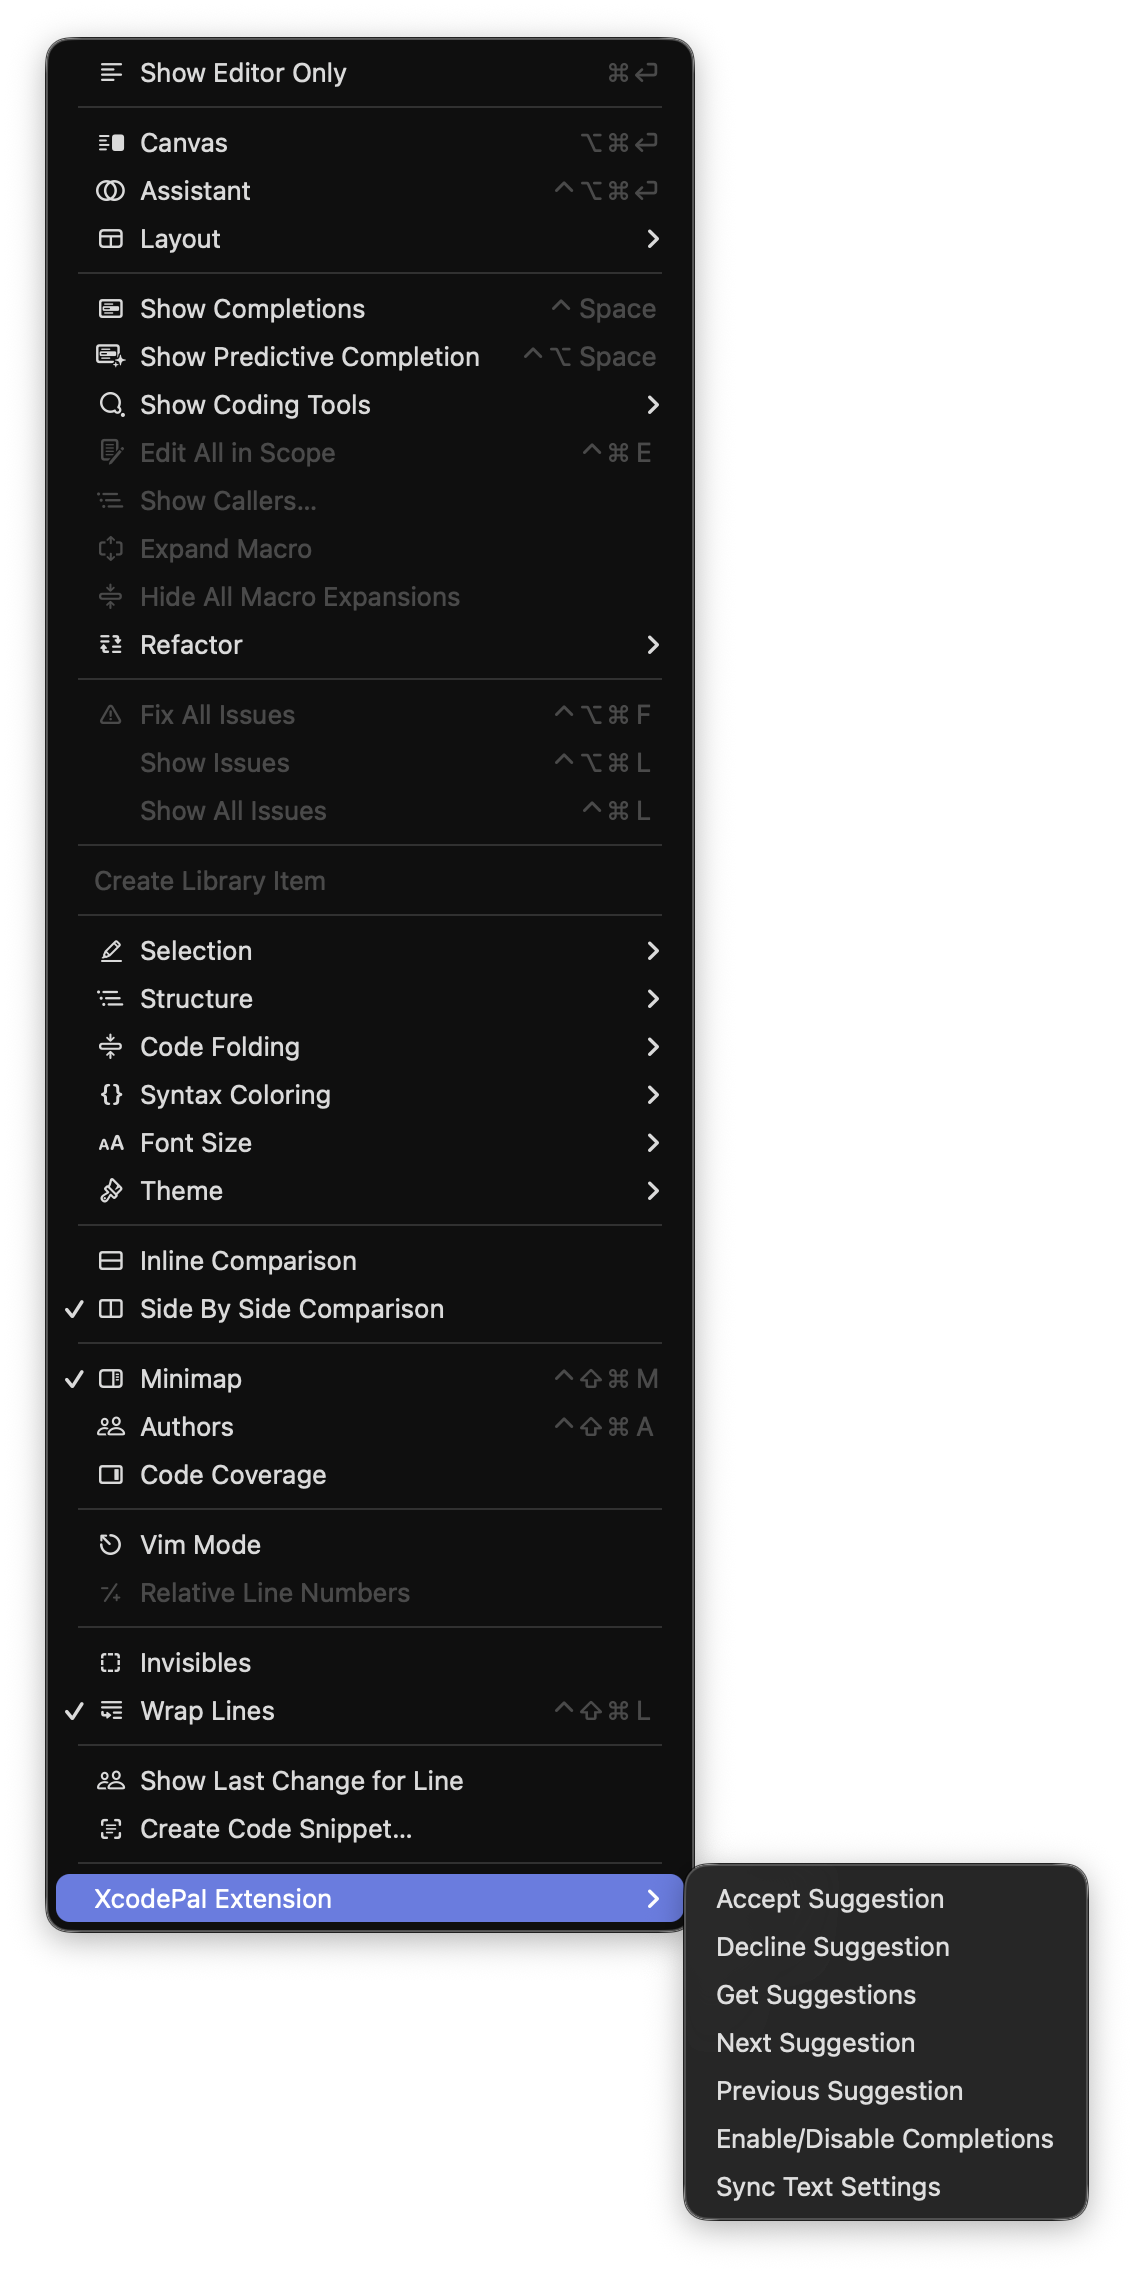 Show Editor Only ⌘↩
Canvas ⌥⌘↩
Assistant ^⌥⌘↩
Layout
Show Completions ^ Space
Show Predictive Completion ^⌥ Space
Show Coding Tools
Edit All in Scope ^⌘E
Show Callers…
Expand Macro
Hide All Macro Expansions
Refactor
Fix All Issues ^⌥⌘F
Show Issues ^⌥⌘L
Show All Issues ^⌘L
Create Library Item
Selection
Structure
Code Folding
{} Syntax Coloring
AA Font Size
Theme
Inline Comparison
Side By Side Comparison
Minimap ^⇧⌘M
Authors ^⇧⌘A
Code Coverage
Vim Mode
Relative Line Numbers
Invisibles
Wrap Lines ^⇧⌘L
Show Last Change for Line
Create Code Snippet…
XcodePal Extension
Accept Suggestion
Decline Suggestion
Get Suggestions
Next Suggestion
Previous Suggestion
Enable/Disable Completions
Sync Text Settings